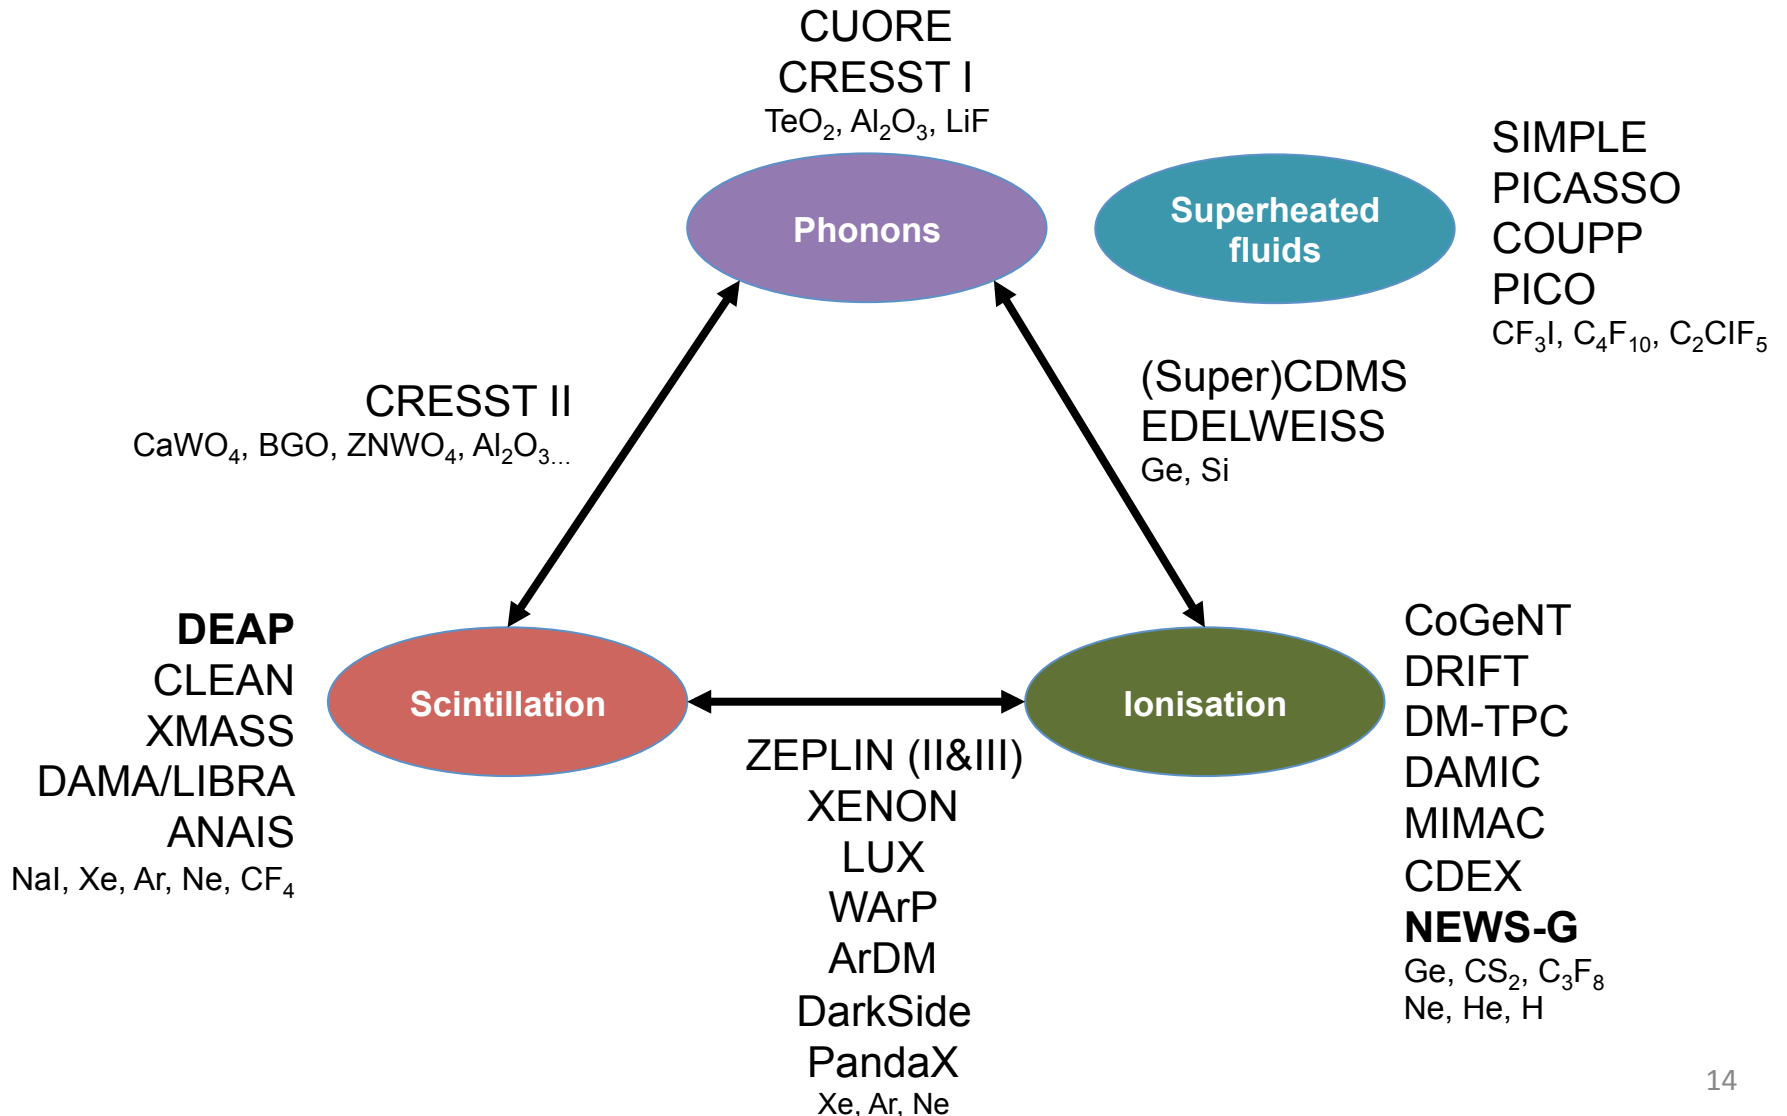 CUORE
CRESST I
TeO₂, Al₂O₃, LiF
Phonons
Superheated
fluids
SIMPLE
PICASSO
COUPP
PICO
CF₃I, C₄F₁₀, C₂ClF₅
CRESST II
CaWO₄, BGO, ZNWO₄, Al₂O₃...
(Super)CDMS
EDELWEISS
Ge, Si
DEAP
CLEAN
XMASS
DAMA/LIBRA
ANAIS
NaI, Xe, Ar, Ne, CF₄
Scintillation
Ionisation
ZEPLIN (II&III)
XENON
LUX
WArP
ArDM
DarkSide
PandaX
Xe, Ar, Ne
CoGeNT
DRIFT
DM-TPC
DAMIC
MIMAC
CDEX
NEWS-G
Ge, CS₂, C₃F₈
Ne, He, H
14